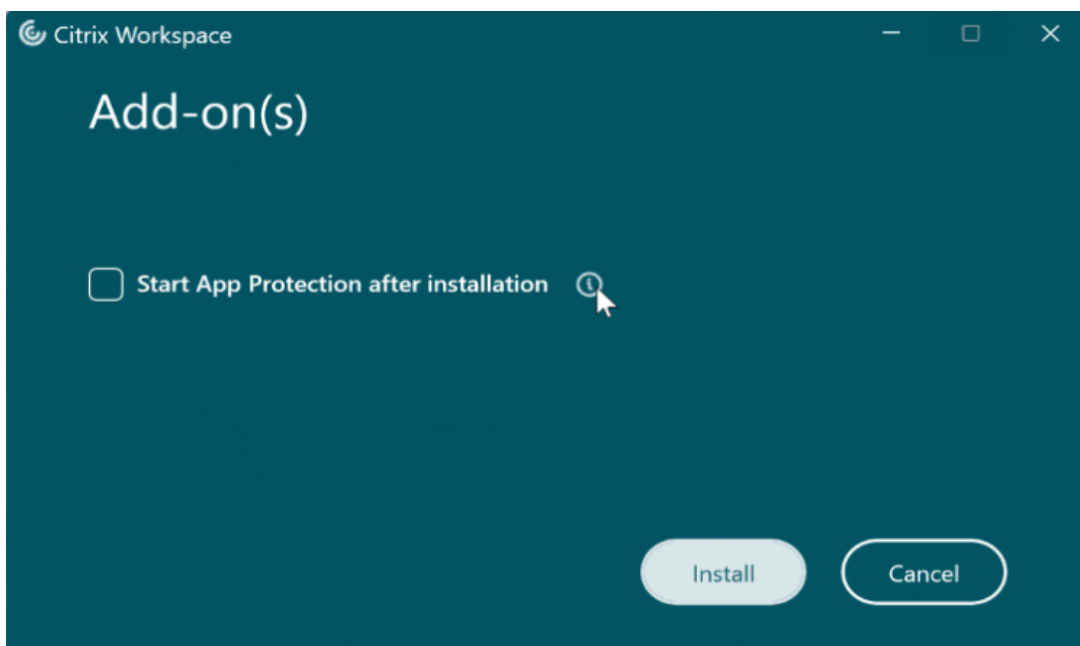 Citrix Workspace
Add-on(s)
Start App Protection after installation
Install
Cancel